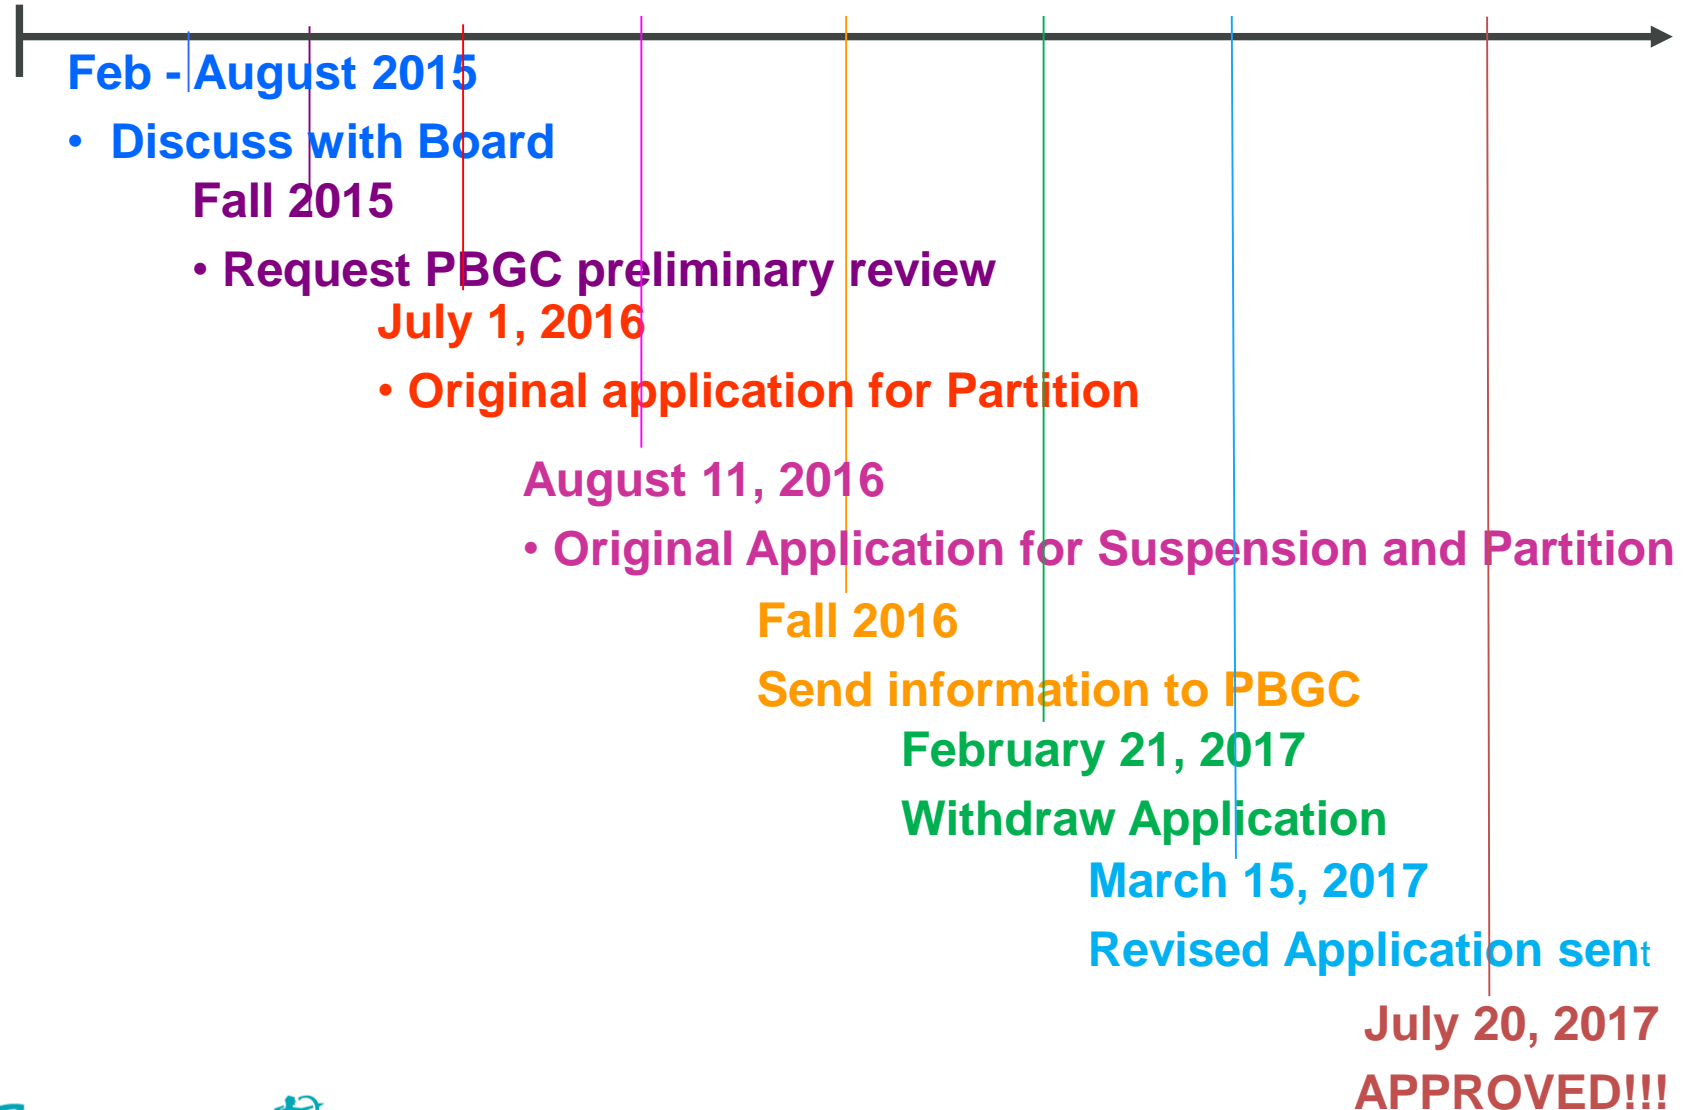 Feb - August 2015
• Discuss with Board
Fall 2015
• Request PBGC preliminary review
July 1, 2016
• Original application for Partition
August 11, 2016
• Original Application for Suspension and Partition
Fall 2016
Send information to PBGC
February 21, 2017
Withdraw Application
March 15, 2017
Revised Application sent
July 20, 2017
APPROVED!!!